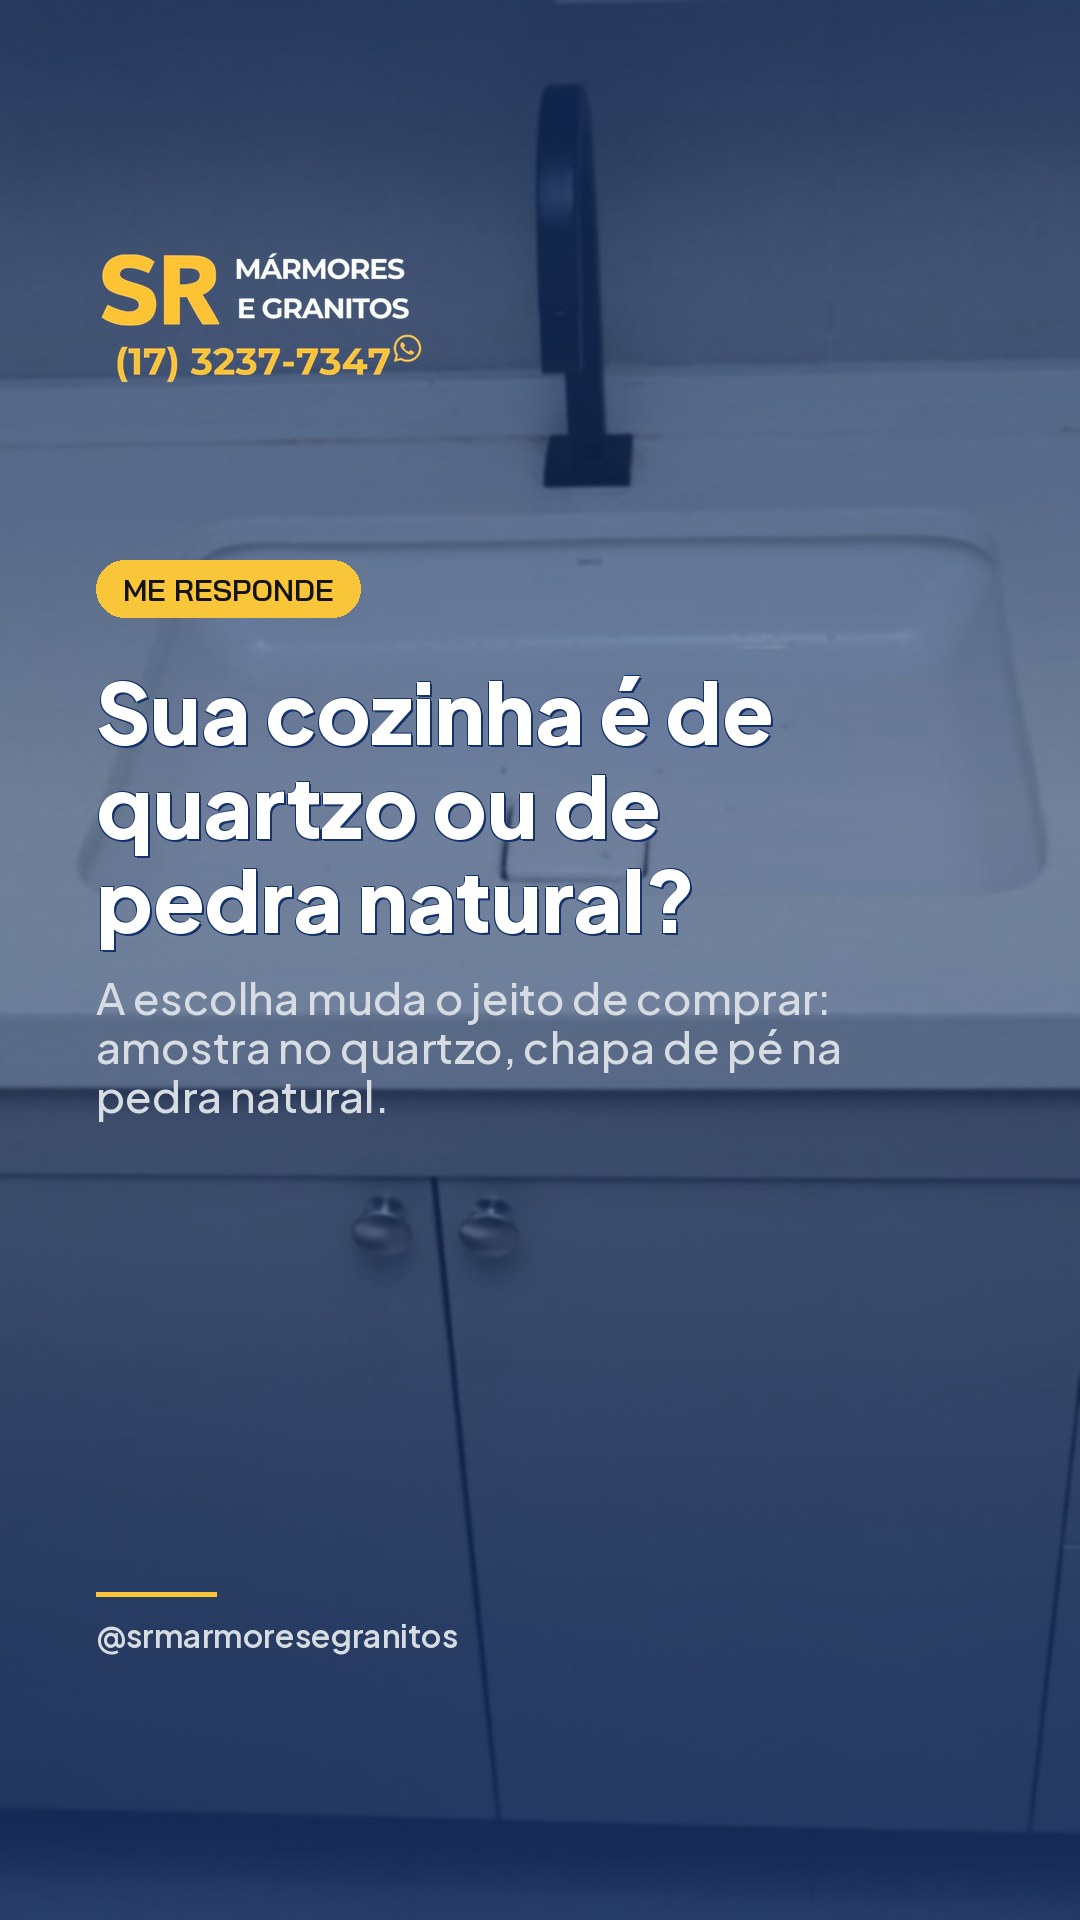 SR MÁRMORES
E GRANITOS
(17) 3237-7347
ME RESPONDE
Sua cozinha é de
quartzo ou de
pedra natural?
A escolha muda o jeito de comprar:
amostra no quartzo, chapa de pé na
pedra natural.
@srmarmoresegranitos